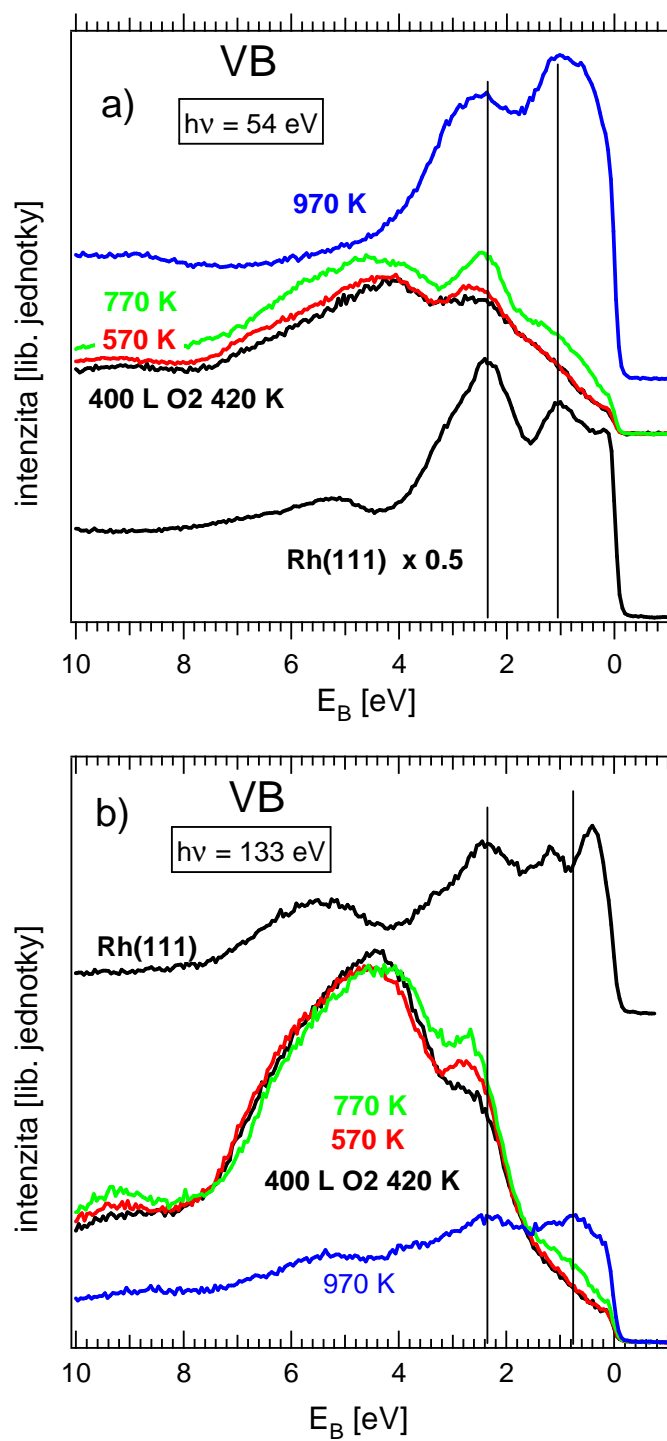 VB
a)
hν = 54 eV
970 K
770 K
570 K
400 L O2 420 K
Rh(111) x 0.5
intenzita [lib. jednotky]
10 8 6 4 2 0
E_B [eV]
VB
b)
hν = 133 eV
Rh(111)
770 K
570 K
400 L O2 420 K
970 K
intenzita [lib. jednotky]
10 8 6 4 2 0
E_B [eV]